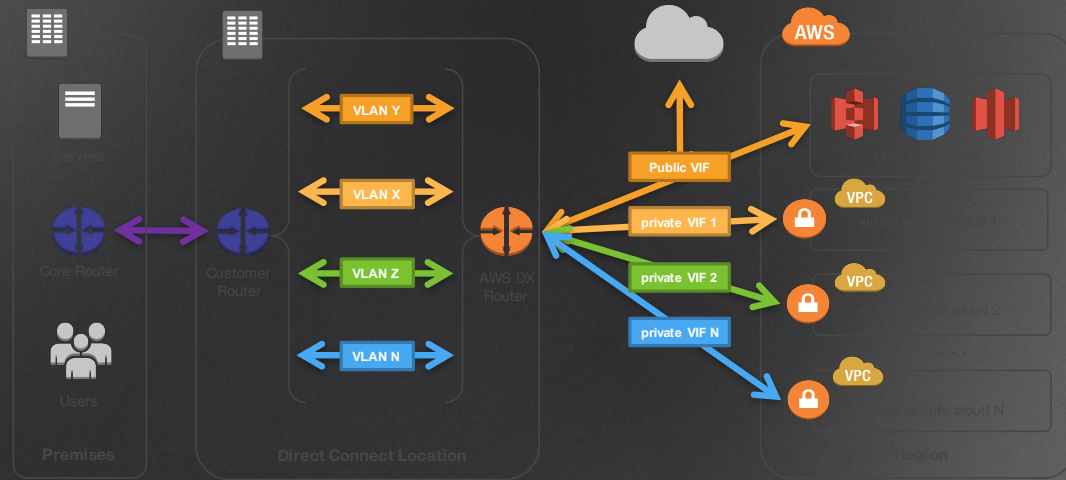 AWS
Servers
VLAN Y
Public VIF
VPC
VLAN X
private VIF 1
Core Router
Customer
Router
VLAN Z
AWS DX
Router
private VIF 2
VPC
cloud 2
VLAN N
private VIF N
...
VPC
private cloud N
Users
Premises
Direct Connect Location
Region